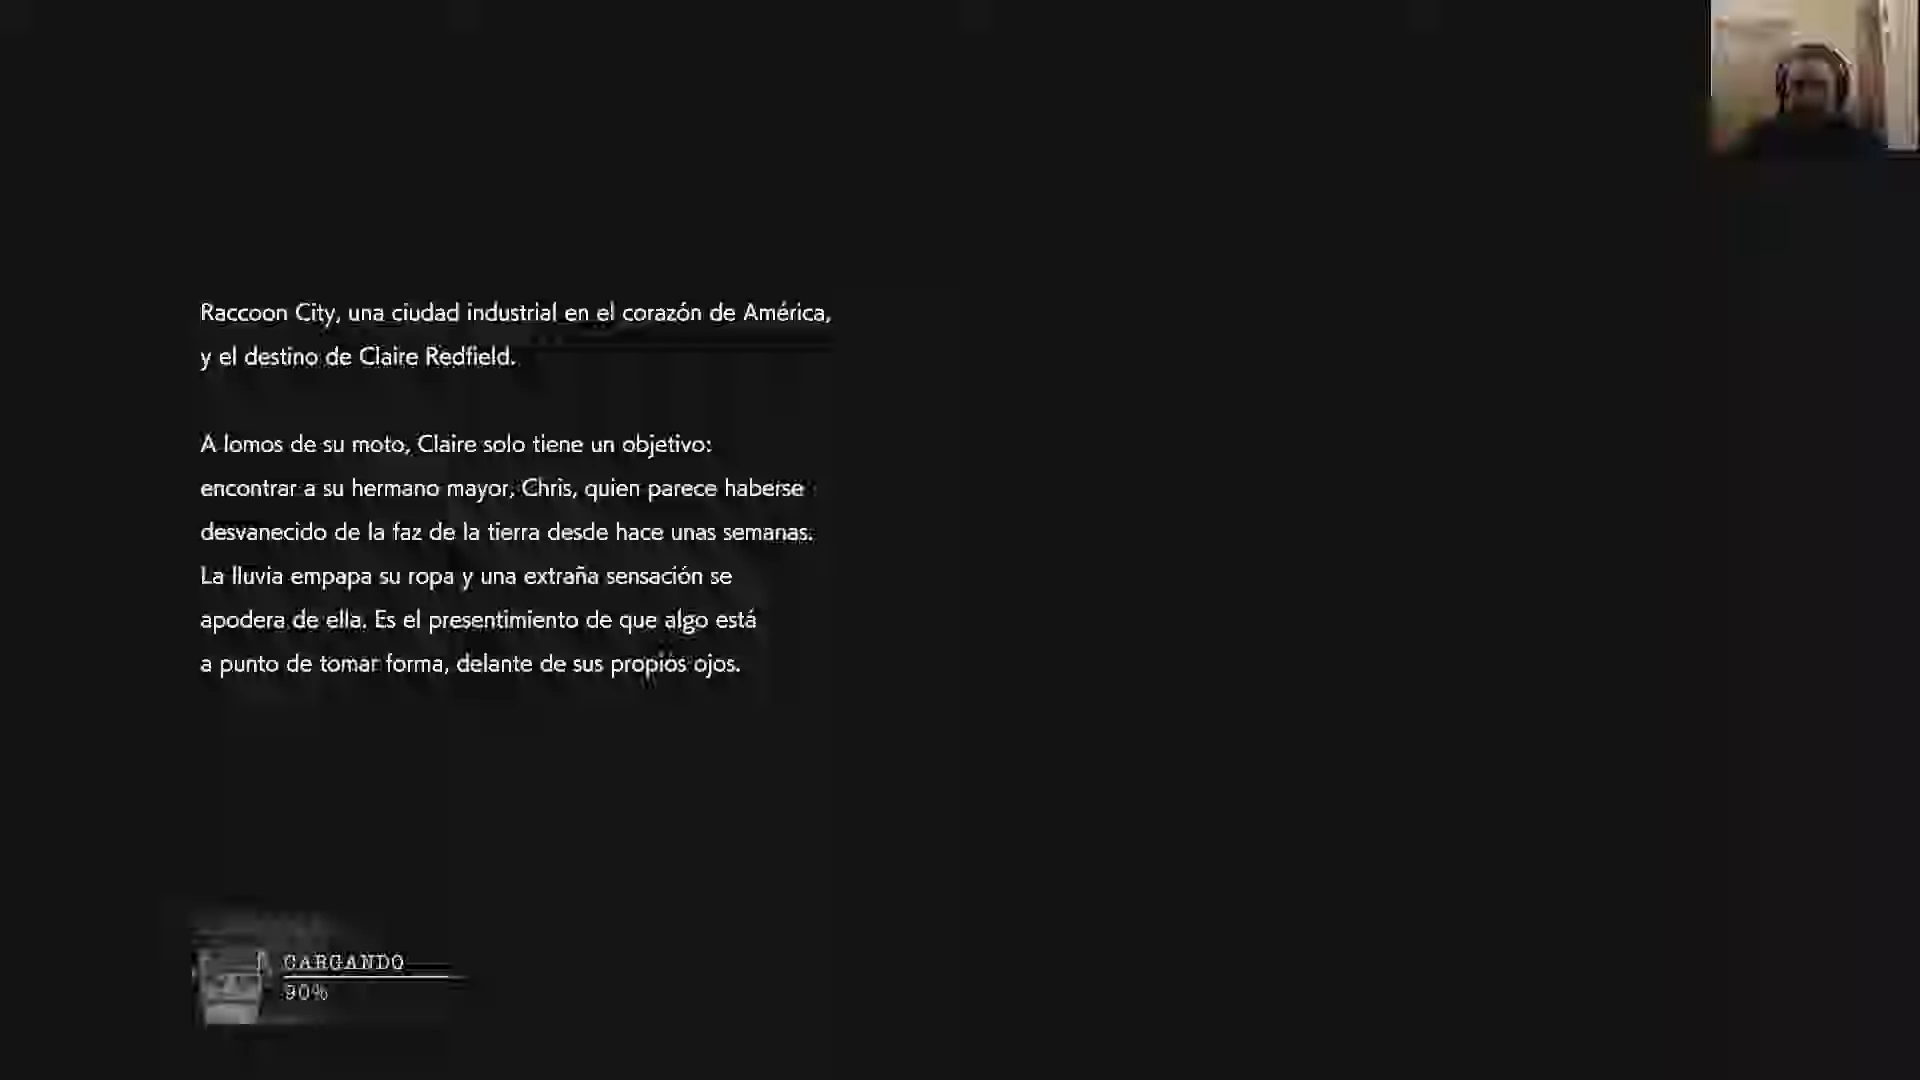 Raccoon City, una ciudad industrial en el corazón de América,
y el destino de Claire Redfield.
A lomos de su moto, Claire solo tiene un objetivo:
encontrar a su hermano mayor, Chris, quien parece haberse
desvanecido de la faz de la tierra desde hace unas semanas.
La lluvia empapa su ropa y una extraña sensación se
apodera de ella. Es el presentimiento de que algo está
a punto de tomar forma, delante de sus propios ojos.
CARGANDO
90%